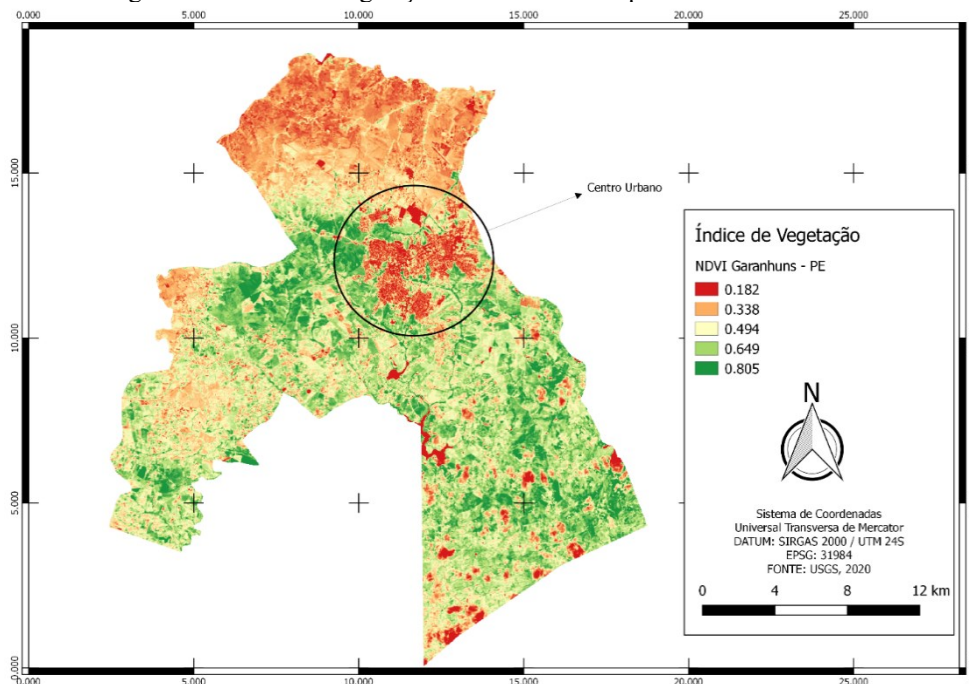 0.000
5.000
10.000
15.000
20.000
25.000
15.000
10.000
5.000
0.000
Centro Urbano
Índice de Vegetação
NDVI Garanhuns - PE
0.182
0.338
0.494
0.649
0.805
N
Sistema de Coordenadas
Universal Transversa de Mercator
DATUM: SIRGAS 2000 / UTM 24S
EPSG: 31984
FONTE: USGS, 2020
0 4 8 12 km
0.000
5.000
10.000
15.000
20.000
25.000